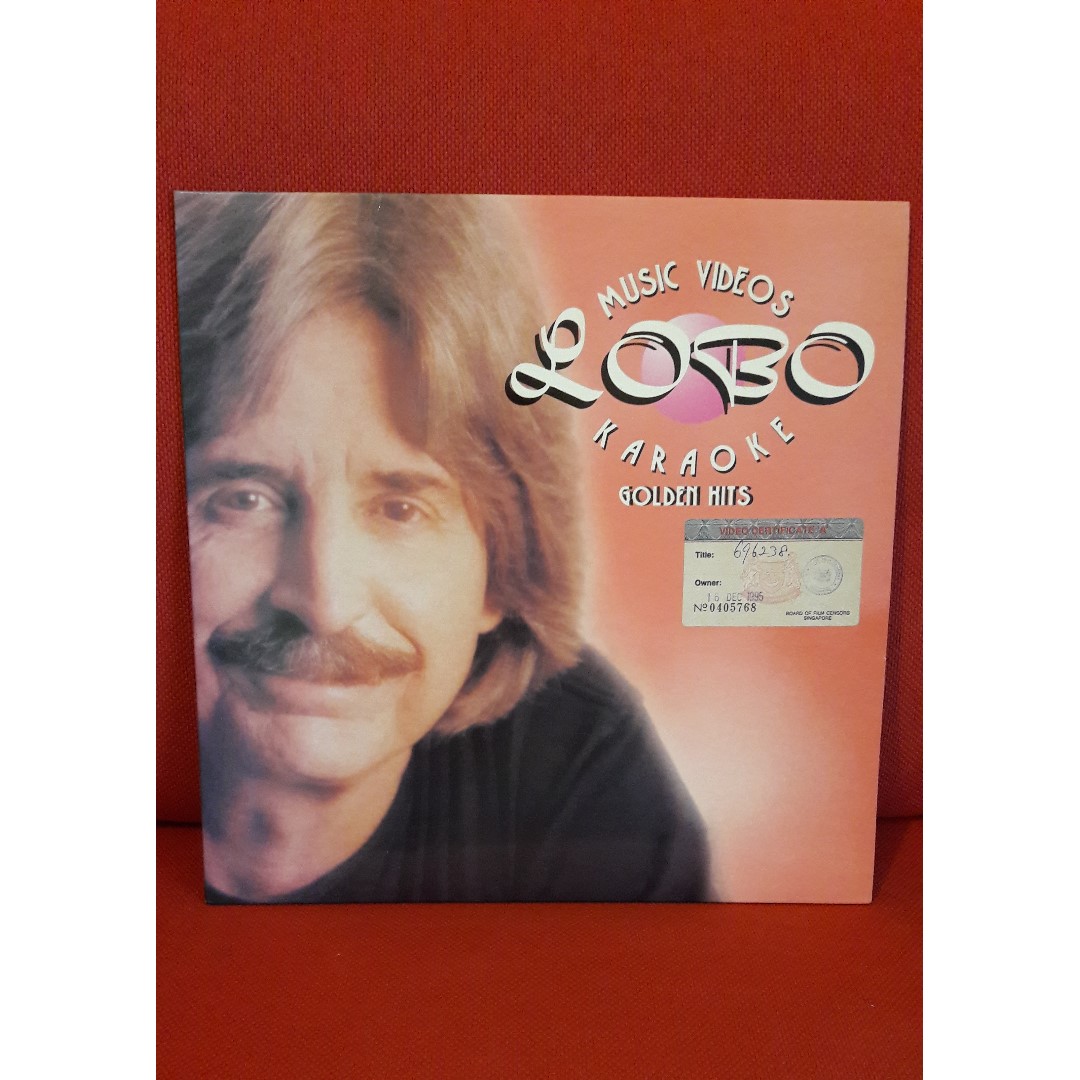 MUSIC VIDEOS
LOBO
KARAOKE
GOLDEN HITS
VIDEO CERTIFICATE 'A'
Title: 696238.
Owner:
16 DEC 1995
Nº 0405768
BOARD OF FILM CENSORS
SINGAPORE